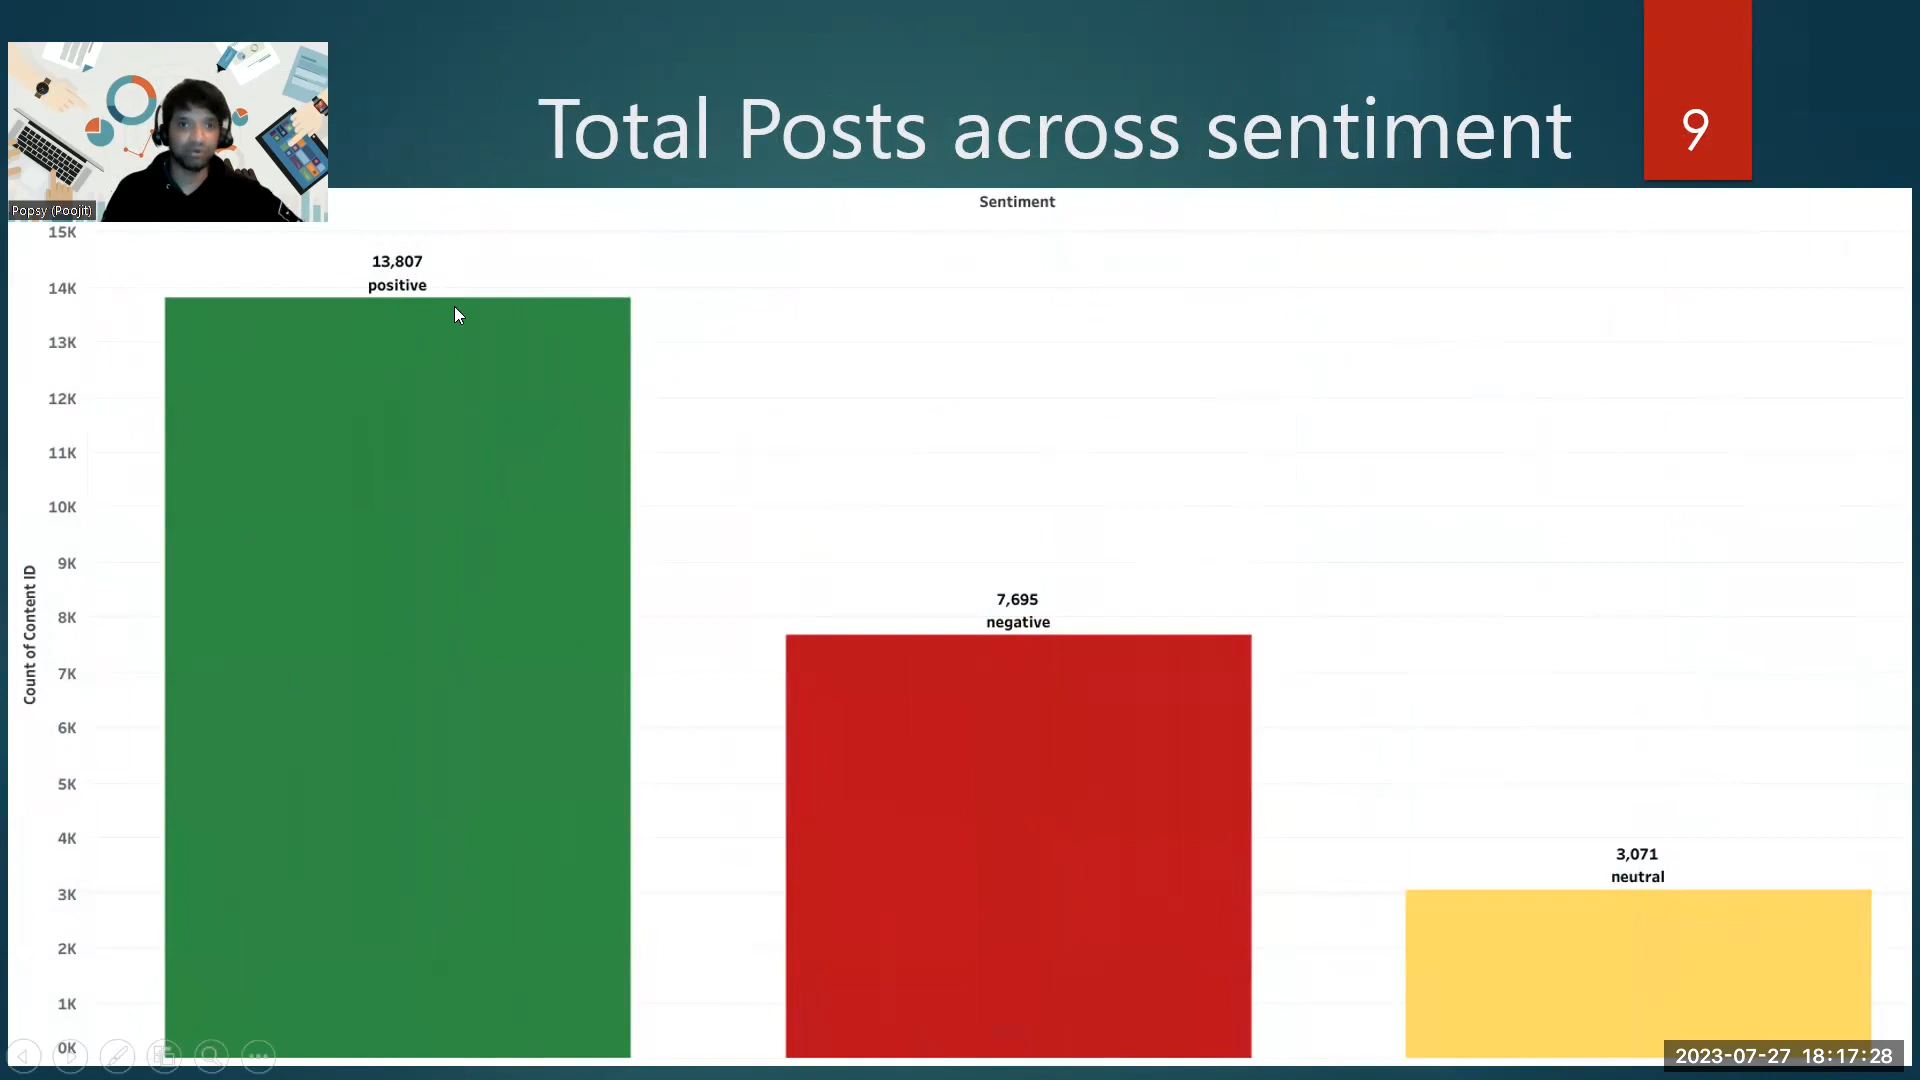 Total Posts across sentiment
9
Popsy (Poojit)
Sentiment
15K
14K
13K
12K
11K
10K
9K
8K
7K
6K
5K
4K
3K
2K
1K
0K
Count of Content ID
13,807
positive
7,695
negative
3,071
neutral
2023-07-27 18:17:28